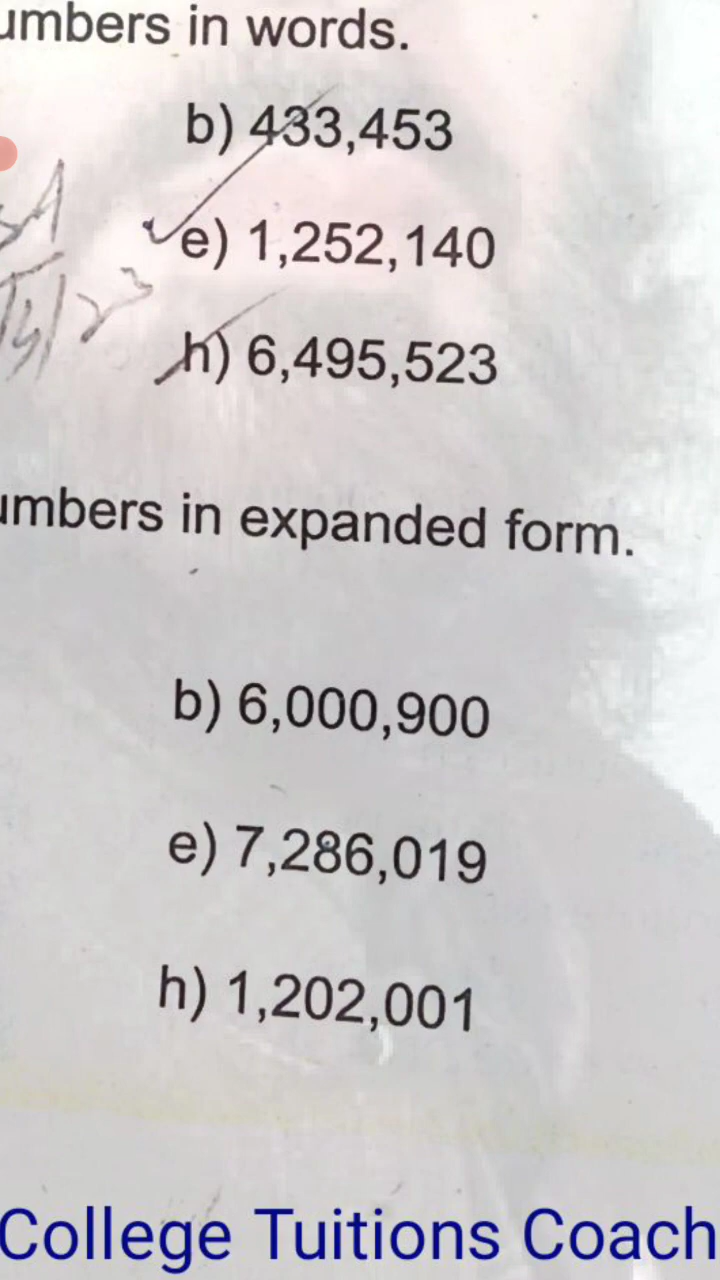 umbers in words.
b) 433,453
e) 1,252,140
h) 6,495,523
umbers in expanded form.
b) 6,000,900
e) 7,286,019
h) 1,202,001
College Tuitions Coach